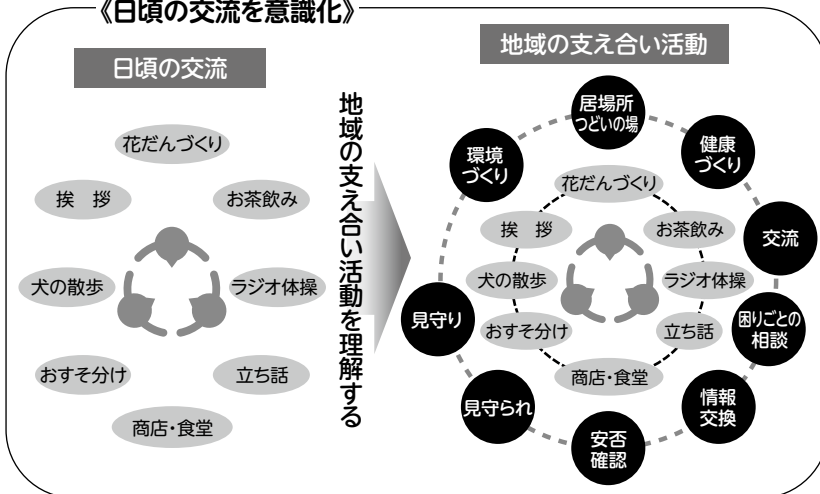 《日頃の交流を意識化》
日頃の交流
花だんづくり
挨 拶
お茶飲み
犬の散歩
ラジオ体操
おすそ分け
立ち話
商店・食堂
地域の支え合い活動を理解する
地域の支え合い活動
居場所
つどいの場
環境
づくり
健康
づくり
花だんづくり
挨 拶
お茶飲み
交流
犬の散歩
ラジオ体操
見守り
おすそ分け
立ち話
困りごとの
相談
商店・食堂
見守られ
情報
交換
安否
確認